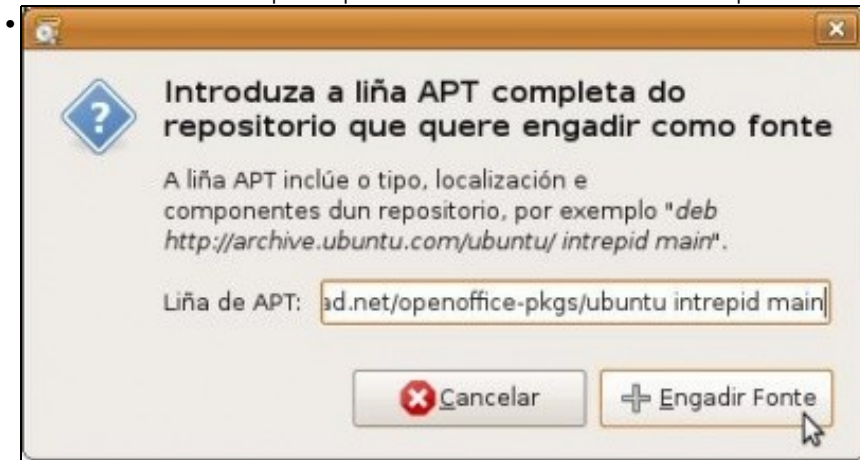 Introduza a liña APT completa do
repositorio que quere engadir como fonte
A liña APT inclúe o tipo, localización e
componentes dun repositorio, por exemplo "deb
http://archive.ubuntu.com/ubuntu/ intrepid main".
Liña de APT: ad.net/openoffice-pkgs/ubuntu intrepid main
Cancelar Engadir Fonte